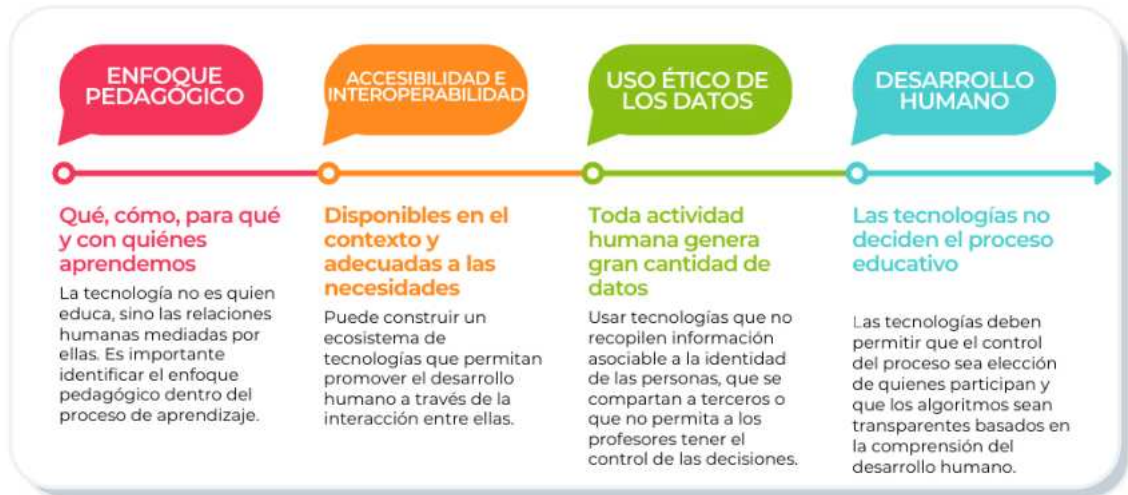 ENFOQUE
PEDAGÓGICO
Qué, cómo, para qué
y con quiénes
aprendemos
La tecnología no es quien
educa, sino las relaciones
humanas mediadas por
ellas. Es importante
identificar el enfoque
pedagógico dentro del
proceso de aprendizaje.
ACCESIBILIDAD E
INTEROPERABILIDAD
Disponibles en el
contexto y
adecuadas a las
necesidades
Puede construir un
ecosistema de
tecnologías que permitan
promover el desarrollo
humano a través de la
interacción entre ellas.
USO ÉTICO DE
LOS DATOS
Toda actividad
humana genera
gran cantidad de
datos
Usar tecnologías que no
recopilen información
asociable a la identidad
de las personas, que se
compartan a terceros o
que no permita a los
profesores tener el
control de las decisiones.
DESARROLLO
HUMANO
Las tecnologías no
deciden el proceso
educativo
Las tecnologías deben
permitir que el control
del proceso sea elección
de quienes participan y
que los algoritmos sean
transparentes basados en
la comprensión del
desarrollo humano.